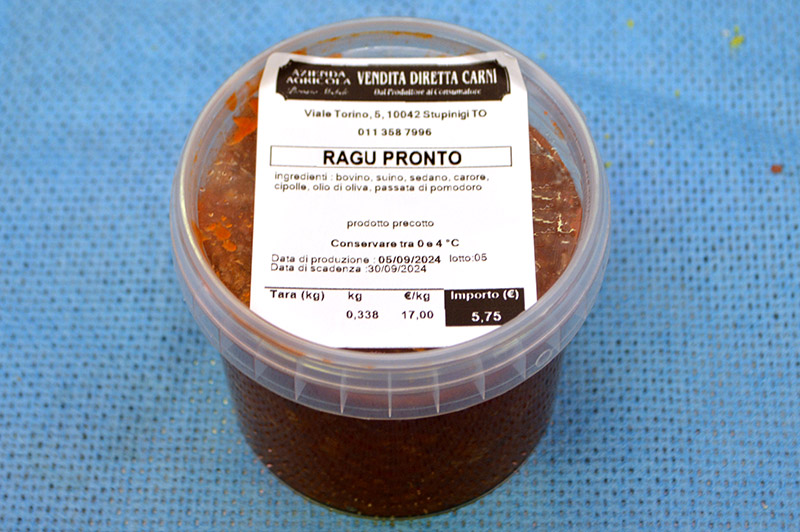 AZIENDA
AGRICOLA
VENDITA DIRETTA CARNI
Dal Produttore al Consumatore
Viale Torino, 5, 10042 Stupinigi TO
011 358 7996
RAGU PRONTO
ingredienti : bovino, suino, sedano, carore,
cipolle, olio di oliva, passata di pomodoro
prodotto precotto
Conservare tra 0 e 4 °C
Data di produzione : 05/09/2024 lotto:05
Data di scadenza :30/09/2024
Tara (kg) kg €/kg Importo (€)
0,338 17,00 5,75